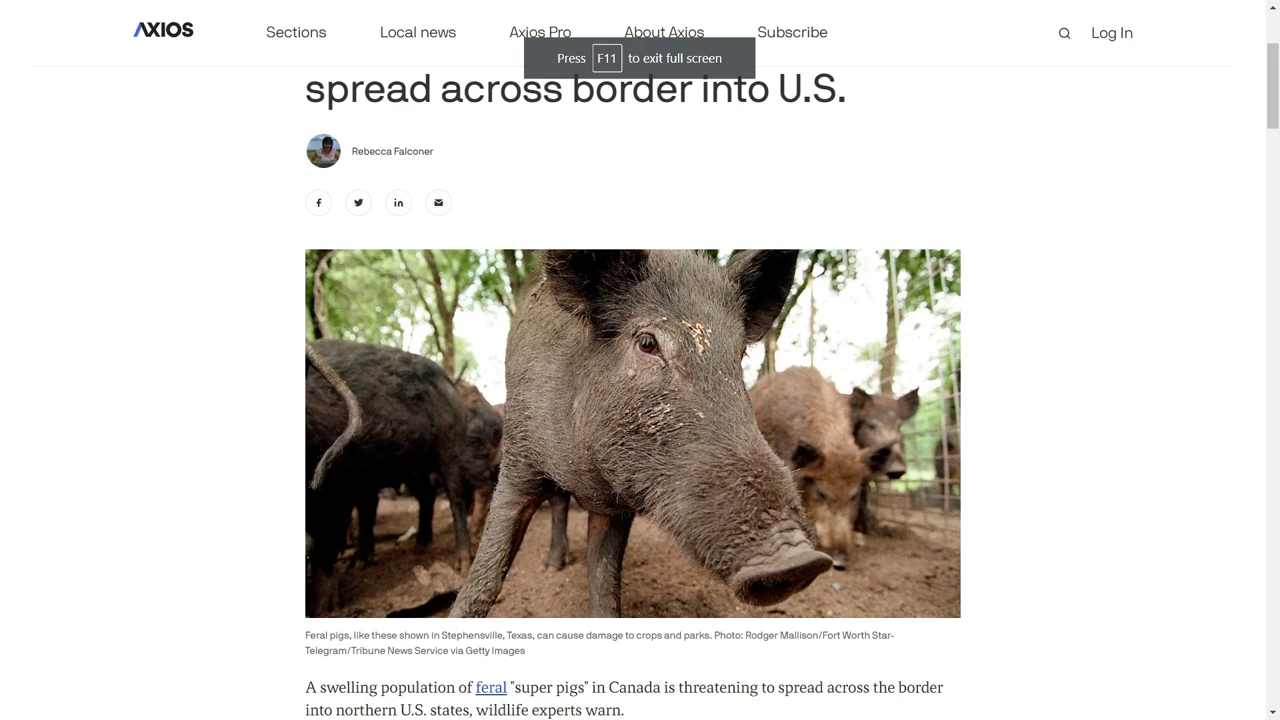 AXIOS
Sections
Local news
Axios Pro
About Axios
Subscribe
Log In
Press F11 to exit full screen
spread across border into U.S.
Rebecca Falconer
Feral pigs, like these shown in Stephensville, Texas, can cause damage to crops and parks. Photo: Rodger Mallison/Fort Worth Star-
Telegram/Tribune News Service via Getty Images
A swelling population of feral "super pigs" in Canada is threatening to spread across the border
into northern U.S. states, wildlife experts warn.